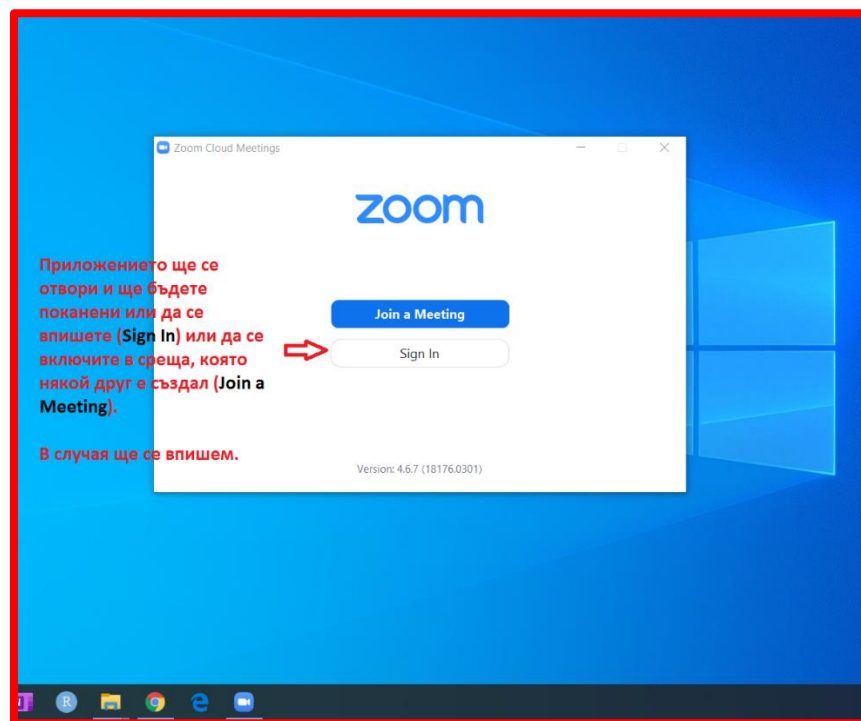 Zoom Cloud Meetings
zoom
Приложението ще се
отвори и ще бъдете
поканени или да се
впишете (Sign In) или да се
включите в среща, която
някой друг е създал (Join a
Meeting).
В случая ще се впишем.
Join a Meeting
Sign In
Version: 4.6.7 (18176.0301)
R